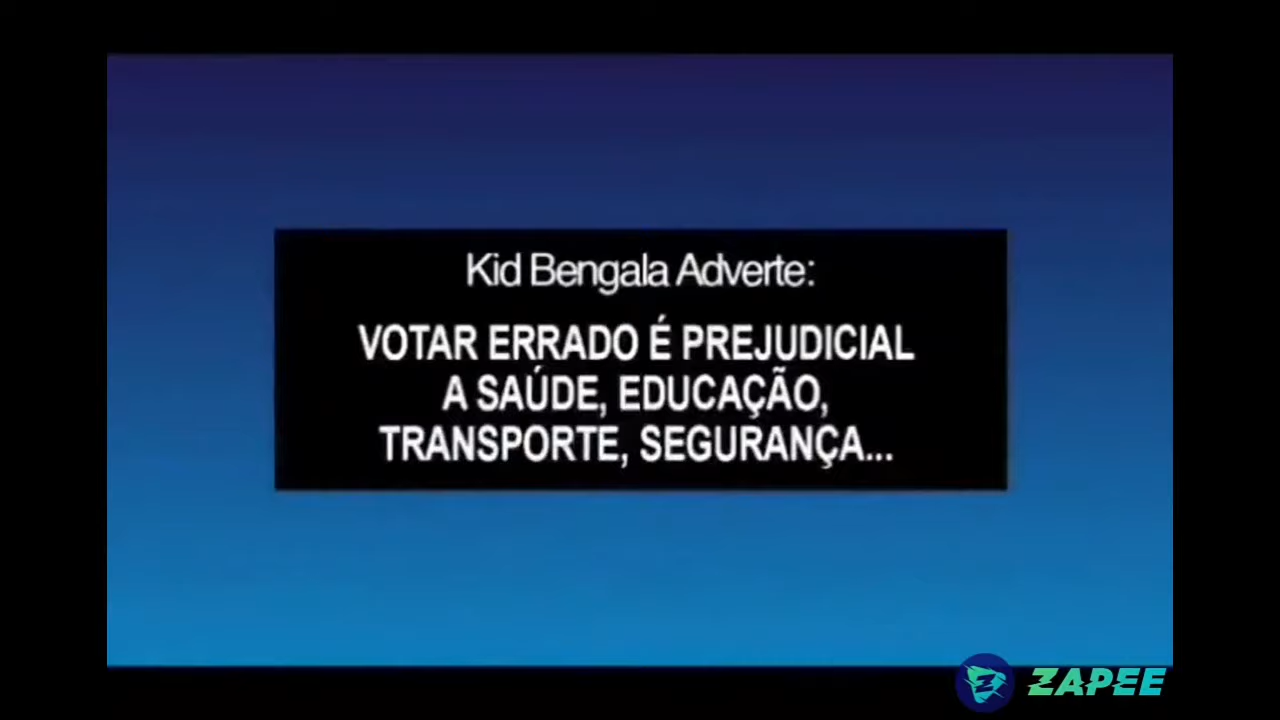 Kid Bengala Adverte:
VOTAR ERRADO É PREJUDICIAL
A SAÚDE, EDUCAÇÃO,
TRANSPORTE, SEGURANÇA...
ZAPEE